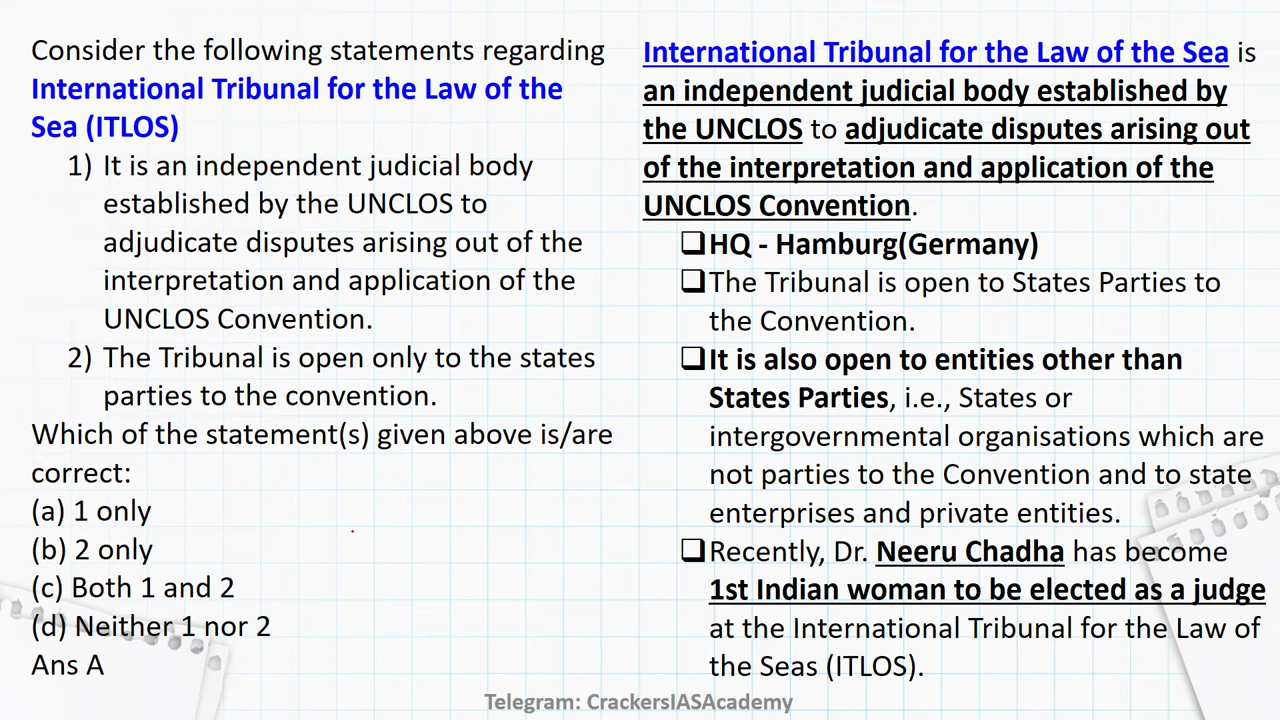 Consider the following statements regarding
International Tribunal for the Law of the
Sea (ITLOS)
1) It is an independent judicial body
established by the UNCLOS to
adjudicate disputes arising out of the
interpretation and application of the
UNCLOS Convention.
2) The Tribunal is open only to the states
parties to the convention.
Which of the statement(s) given above is/are
correct:
(a) 1 only
(b) 2 only
(c) Both 1 and 2
(d) Neither 1 nor 2
Ans A
International Tribunal for the Law of the Sea is
an independent judicial body established by
the UNCLOS to adjudicate disputes arising out
of the interpretation and application of the
UNCLOS Convention.
❑HQ - Hamburg(Germany)
❑The Tribunal is open to States Parties to
the Convention.
❑It is also open to entities other than
States Parties, i.e., States or
intergovernmental organisations which are
not parties to the Convention and to state
enterprises and private entities.
❑Recently, Dr. Neeru Chadha has become
1st Indian woman to be elected as a judge
at the International Tribunal for the Law of
the Seas (ITLOS).
Telegram: CrackersIASAcademy